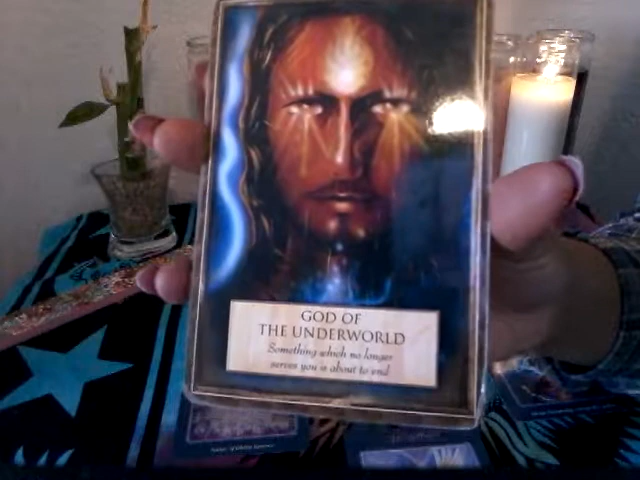 GOD OF
THE UNDERWORLD
Something which no longer
serves you is about to end